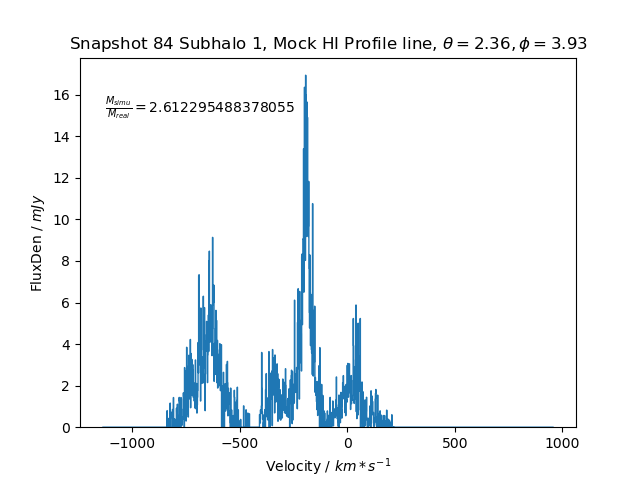 Snapshot 84 Subhalo 1, Mock HI Profile line, θ = 2.36, ϕ = 3.93
M_simu/M_real = 2.612295488378055
FluxDen / mJy
16
14
12
10
8
6
4
2
0
−1000 −500 0 500 1000
Velocity / km * s⁻¹